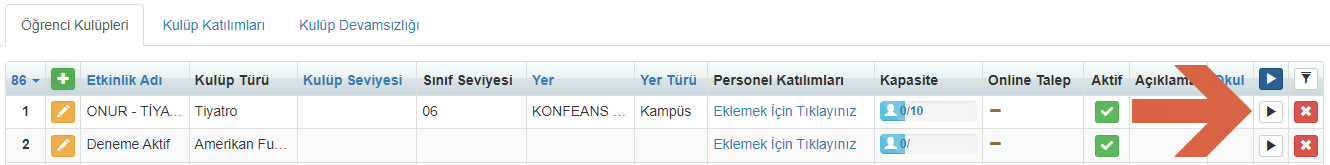 Öğrenci Kulüpleri Kulüp Katılımları Kulüp Devamsızlığı
86 Etkinlik Adı Kulüp Türü Kulüp Seviyesi Sınıf Seviyesi Yer Yer Türü Personel Katılımları Kapasite Online Talep Aktif Açıklama Okul
1 ONUR - TİYA... Tiyatro 06 KONFEANS ... Kampüs Eklemek İçin Tıklayınız 0/10
2 Deneme Aktif Amerikan Fu... Eklemek İçin Tıklayınız 0/